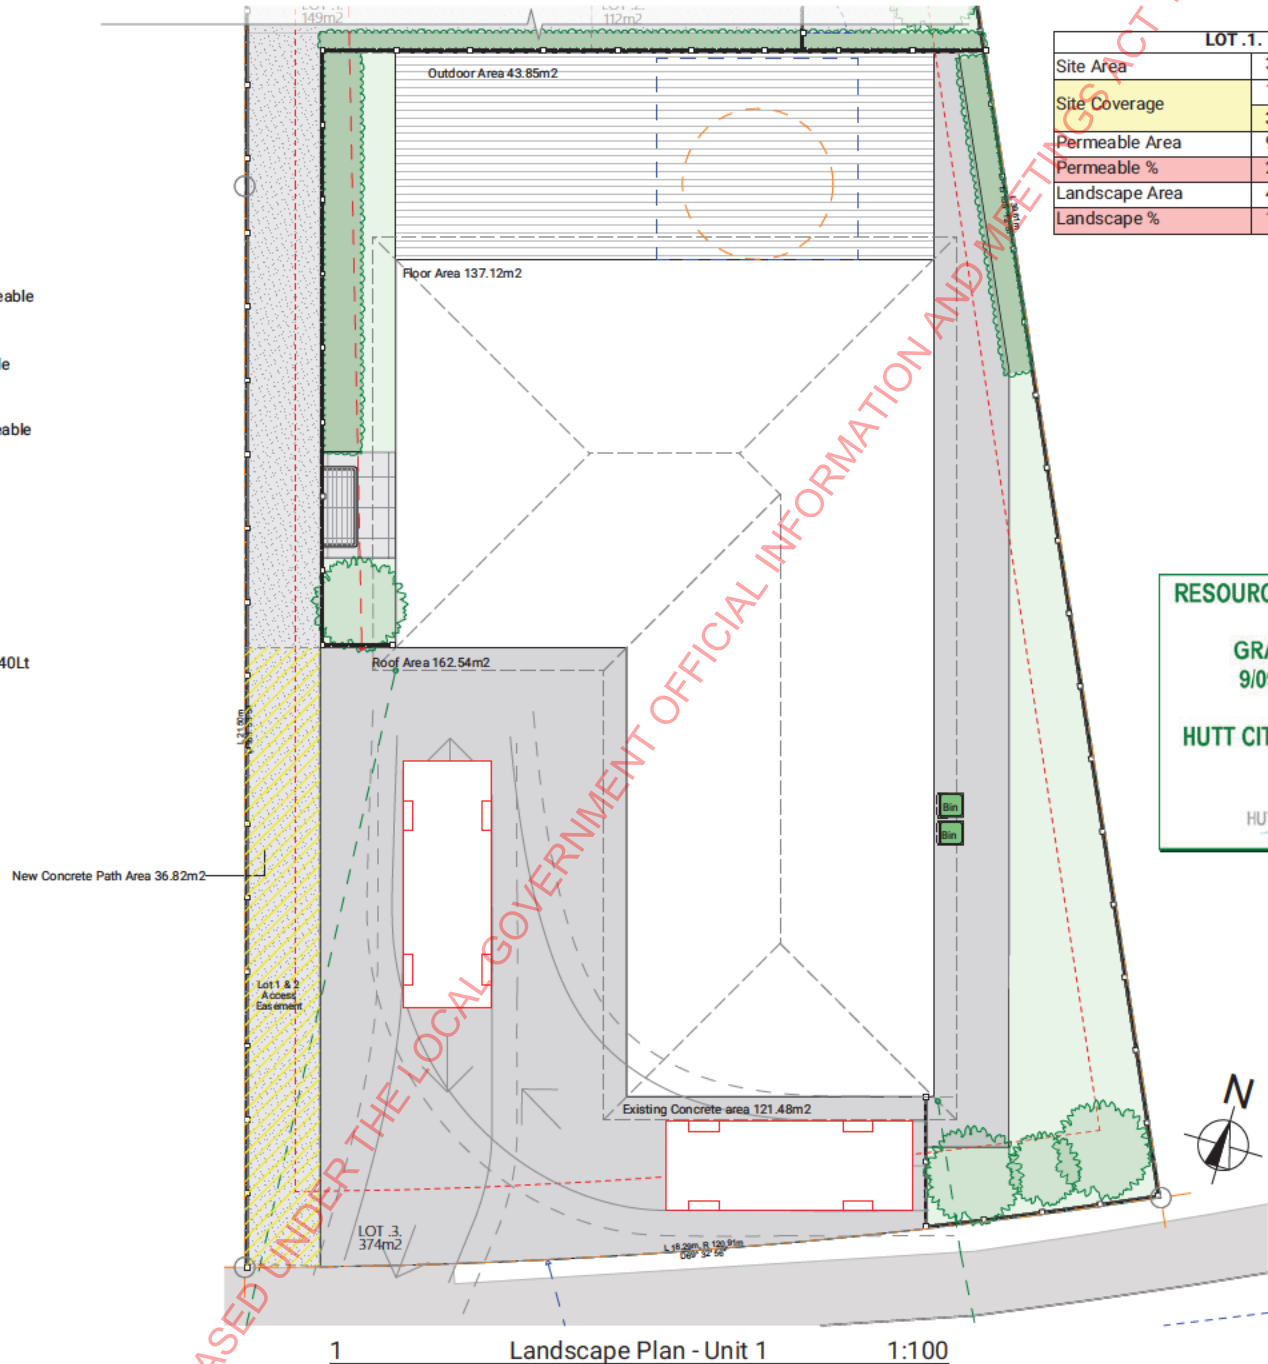 149m2
112m2
LOT .1.
Outdoor Area 43.85m2
Site Area
Site Coverage
Permeable Area
Permeable %
Landscape Area
Landscape %
Floor Area 137.12m2
eable
le
eable
40Lt
RESOURC
GRA
9/09
HUTT CIT
HUT
Roof Area 162.54m2
Bin
Bin
New Concrete Path Area 36.82m2
Lot 1 & 2
Access
Easement
Existing Concrete area 121.48m2
N
LOT .3.
374m2
ASED UNDER THE LOCAL GOVERNMENT OFFICIAL INFORMATION AND MEETINGS ACT
1 Landscape Plan - Unit 1 1:100